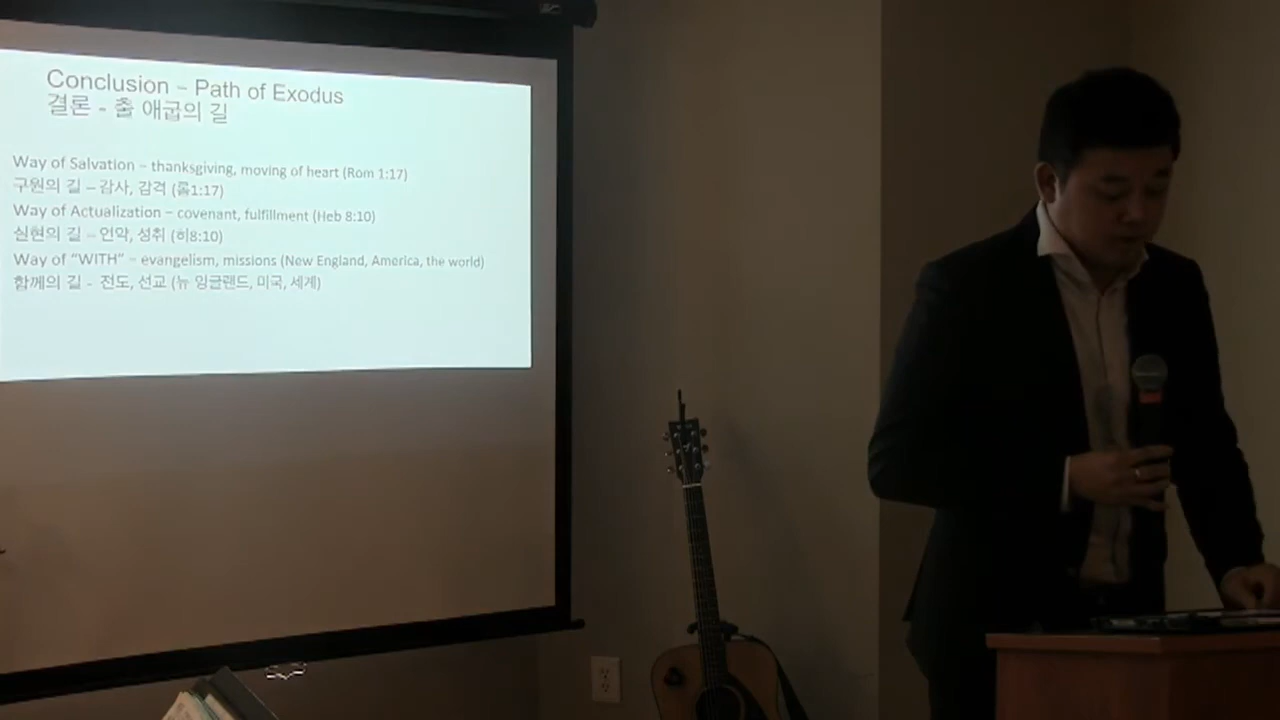 Conclusion – Path of Exodus
결론 - 출 애굽의 길
Way of Salvation – thanksgiving, moving of heart (Rom 1:17)
구원의 길 – 감사, 감격 (롬1:17)
Way of Actualization – covenant, fulfillment (Heb 8:10)
실현의 길 – 언약, 성취 (히8:10)
Way of “WITH” – evangelism, missions (New England, America, the world)
함께의 길 - 전도, 선교 (뉴 잉글랜드, 미국, 세계)